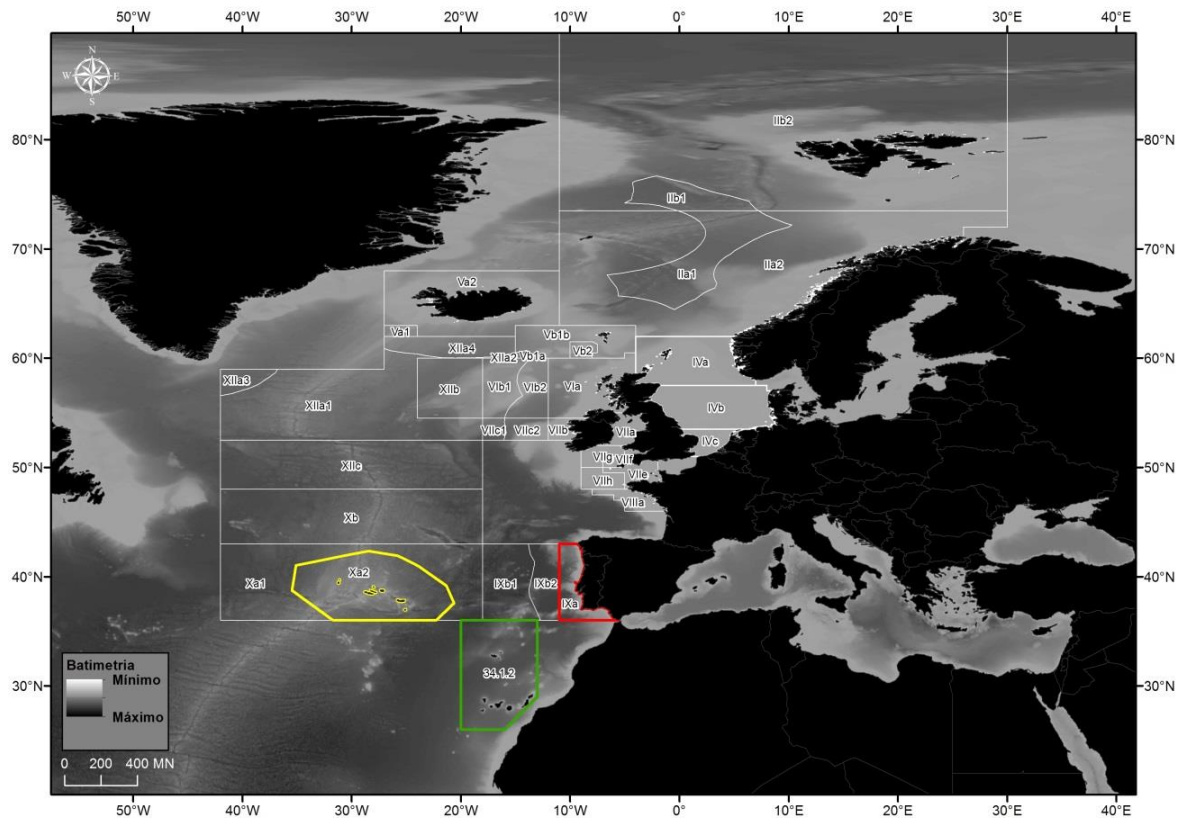 50°W 40°W 30°W 20°W 10°W 0° 10°E 20°E 30°E 40°E
N
W E
S
80°N 80°N
IIb2
IIb1
70°N 70°N
IIa1 IIa2
Va2
Va1 Vb1b
XIIa4 Vb2
XIIa2 Vb1a
60°N 60°N
IVa
XIIa3
XIIb VIb1 VIb2 VIa
XIIa1 IVb
VIIc1 VIIc2 VIIb VIIa
IVc
VIIg VIIf
50°N 50°N
XIIc VIIe
VIIh
VIIIa
Xb
40°N 40°N
Xa1 Xa2 IXb1 IXb2
IXa
34.1.2
30°N 30°N
Batimetria
Mínimo
Máximo
0 200 400 MN
50°W 40°W 30°W 20°W 10°W 0° 10°E 20°E 30°E 40°E